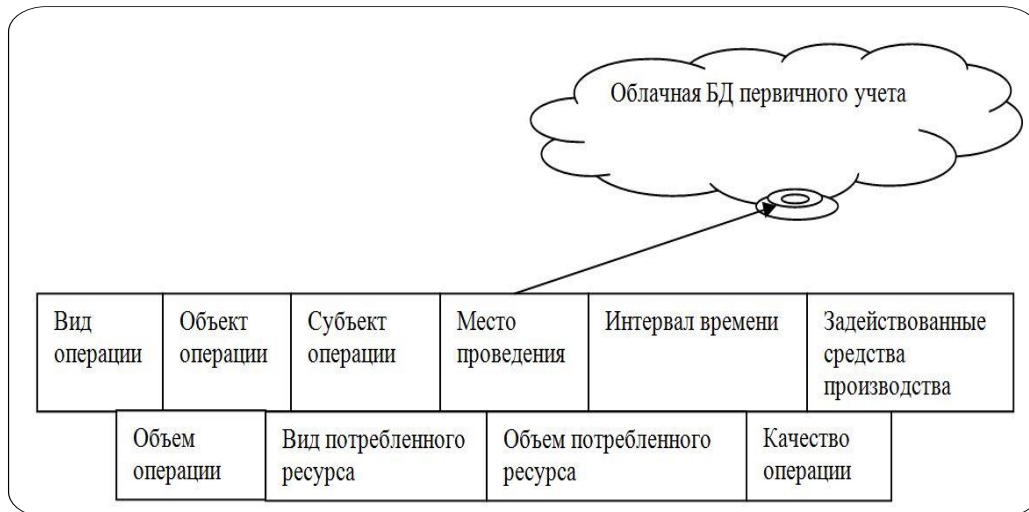 Облачная БД первичного учета
Вид
операции
Объект
операции
Субъект
операции
Место
проведения
Интервал времени
Задействованные
средства
производства
Объем
операции
Вид потребленного
ресурса
Объем потребленного
ресурса
Качество
операции